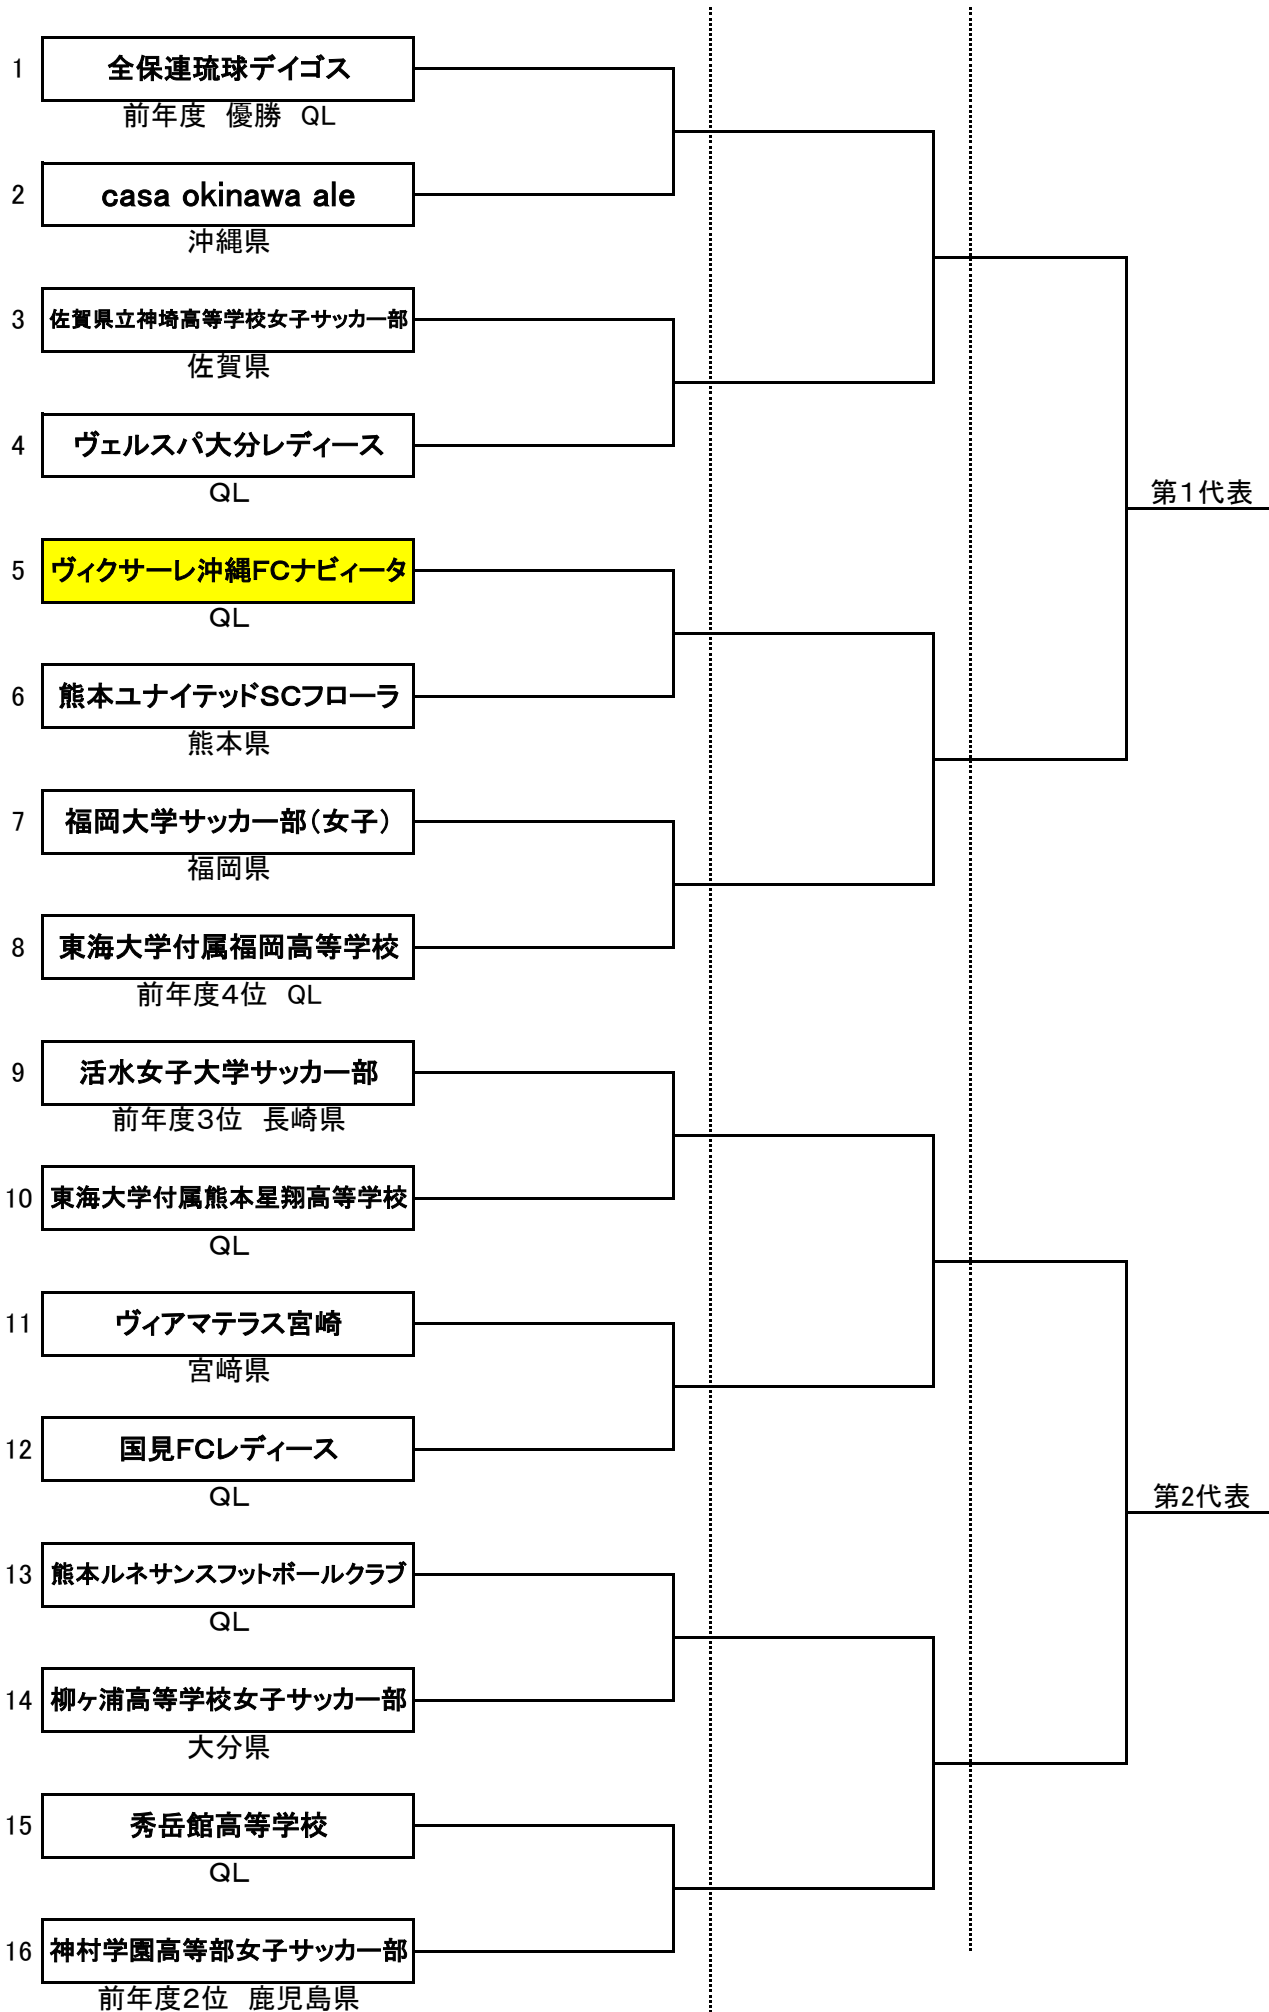 1 全保連琉球デイゴス
前年度　優勝　QL
2 casa okinawa ale
沖縄県
3 佐賀県立神埼高等学校女子サッカー部
佐賀県
4 ヴェルスパ大分レディース
QL
第1代表
5 ヴィクサーレ沖縄FCナビィータ
QL
6 熊本ユナイテッドSCフローラ
熊本県
7 福岡大学サッカー部（女子）
福岡県
8 東海大学付属福岡高等学校
前年度4位　QL
9 活水女子大学サッカー部
前年度3位　長崎県
10 東海大学付属熊本星翔高等学校
QL
11 ヴィアマテラス宮崎
宮﨑県
12 国見FCレディース
QL
第2代表
13 熊本ルネサンスフットボールクラブ
QL
14 柳ヶ浦高等学校女子サッカー部
大分県
15 秀岳館高等学校
QL
16 神村学園高等部女子サッカー部
前年度2位　鹿児島県